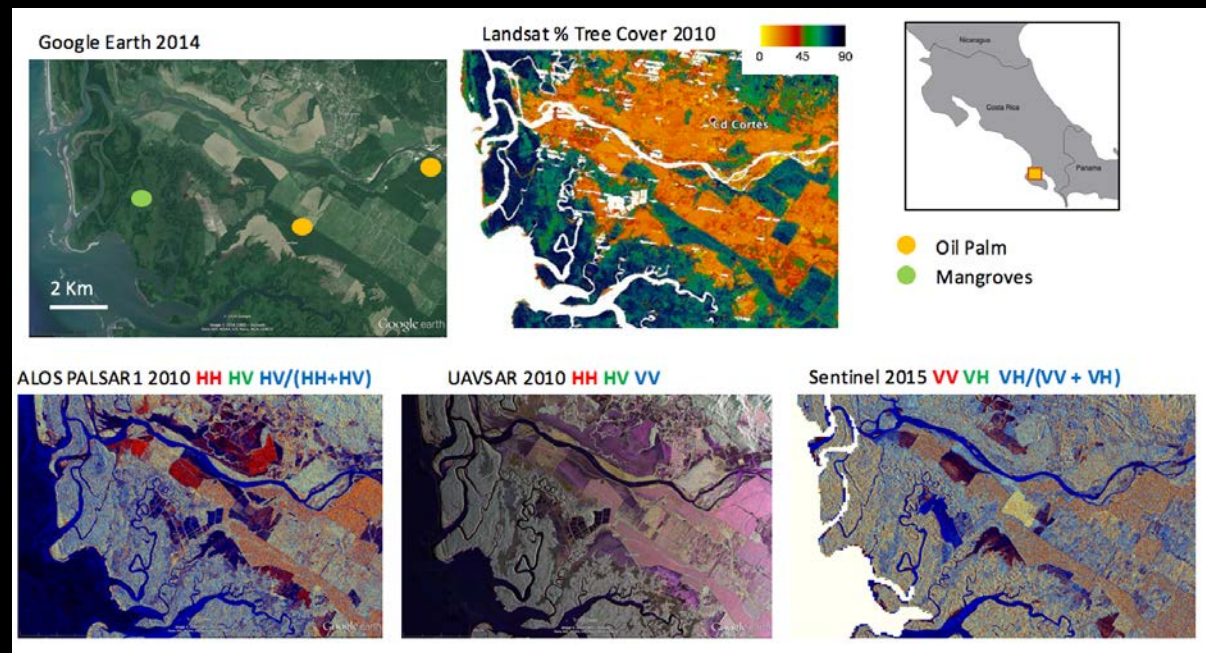 Google Earth 2014
Landsat % Tree Cover 2010
0 45 90
Nicaragua
Costa Rica
Panama
Cd Cortes
2 Km
Google earth
Oil Palm
Mangroves
ALOS PALSAR1 2010 HH HV HV/(HH+HV)
UAVSAR 2010 HH HV VV
Sentinel 2015 VV VH VH/(VV + VH)
Google earth
Google earth